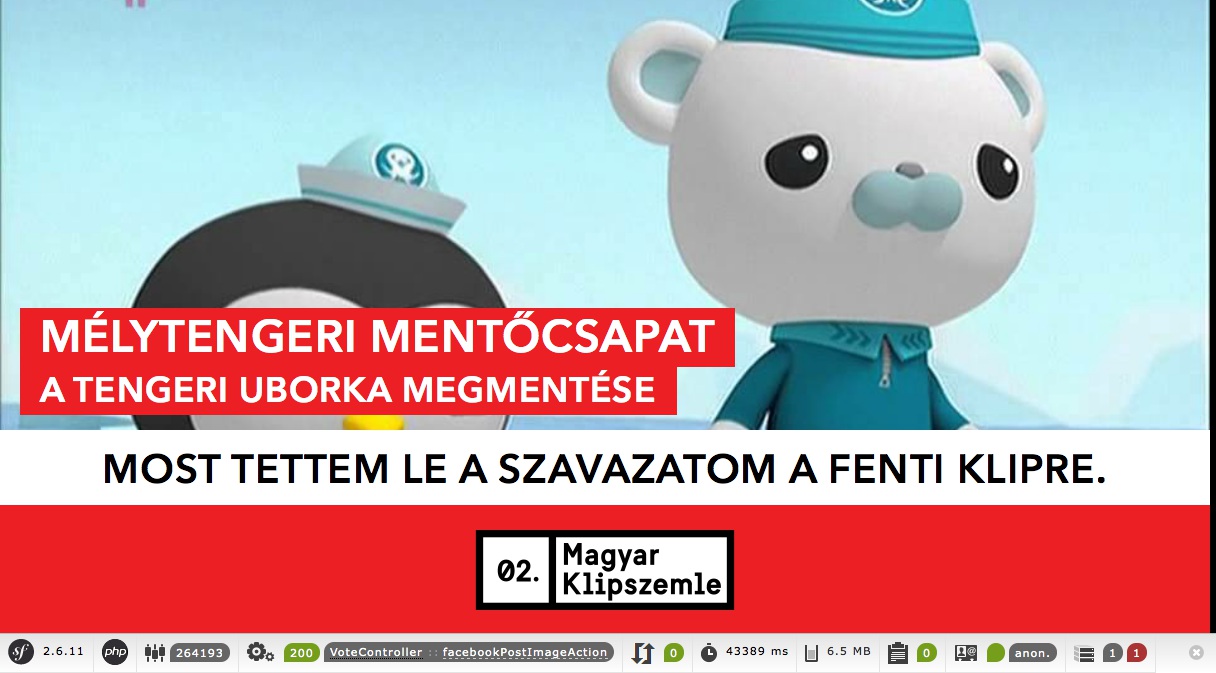 MÉLYTENGERI MENTŐCSAPAT
A TENGERI UBORKA MEGMENTÉSE
MOST TETTEM LE A SZAVAZATOM A FENTI KLIPRE.
02. Magyar
Klipszemle
sf 2.6.11 php 264193 200 VoteController :: facebookPostImageAction 0 43389 ms 6.5 MB 0 anon. 1 1